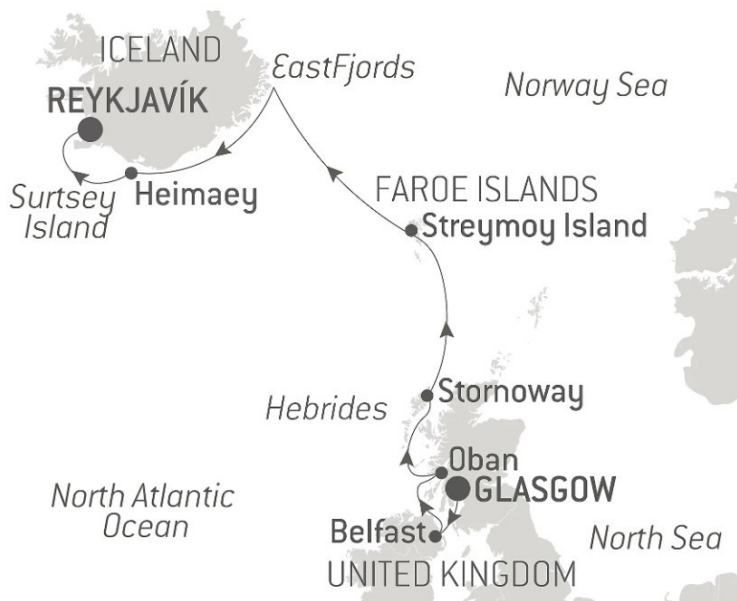 ICELAND
EastFjords
Norway Sea
REYKJAVÍK
Heimaey
Surtsey
Island
FAROE ISLANDS
Streymoy Island
Stornoway
Hebrides
Oban
GLASGOW
North Atlantic
Ocean
Belfast
North Sea
UNITED KINGDOM